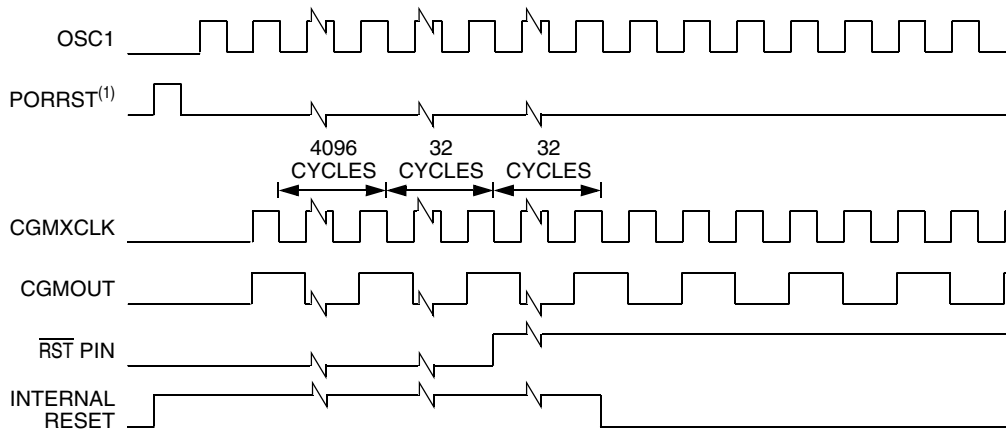 OSC1
PORRST(1)
4096
CYCLES
32
CYCLES
32
CYCLES
CGMXCLK
CGMOUT
RST PIN
INTERNAL
RESET